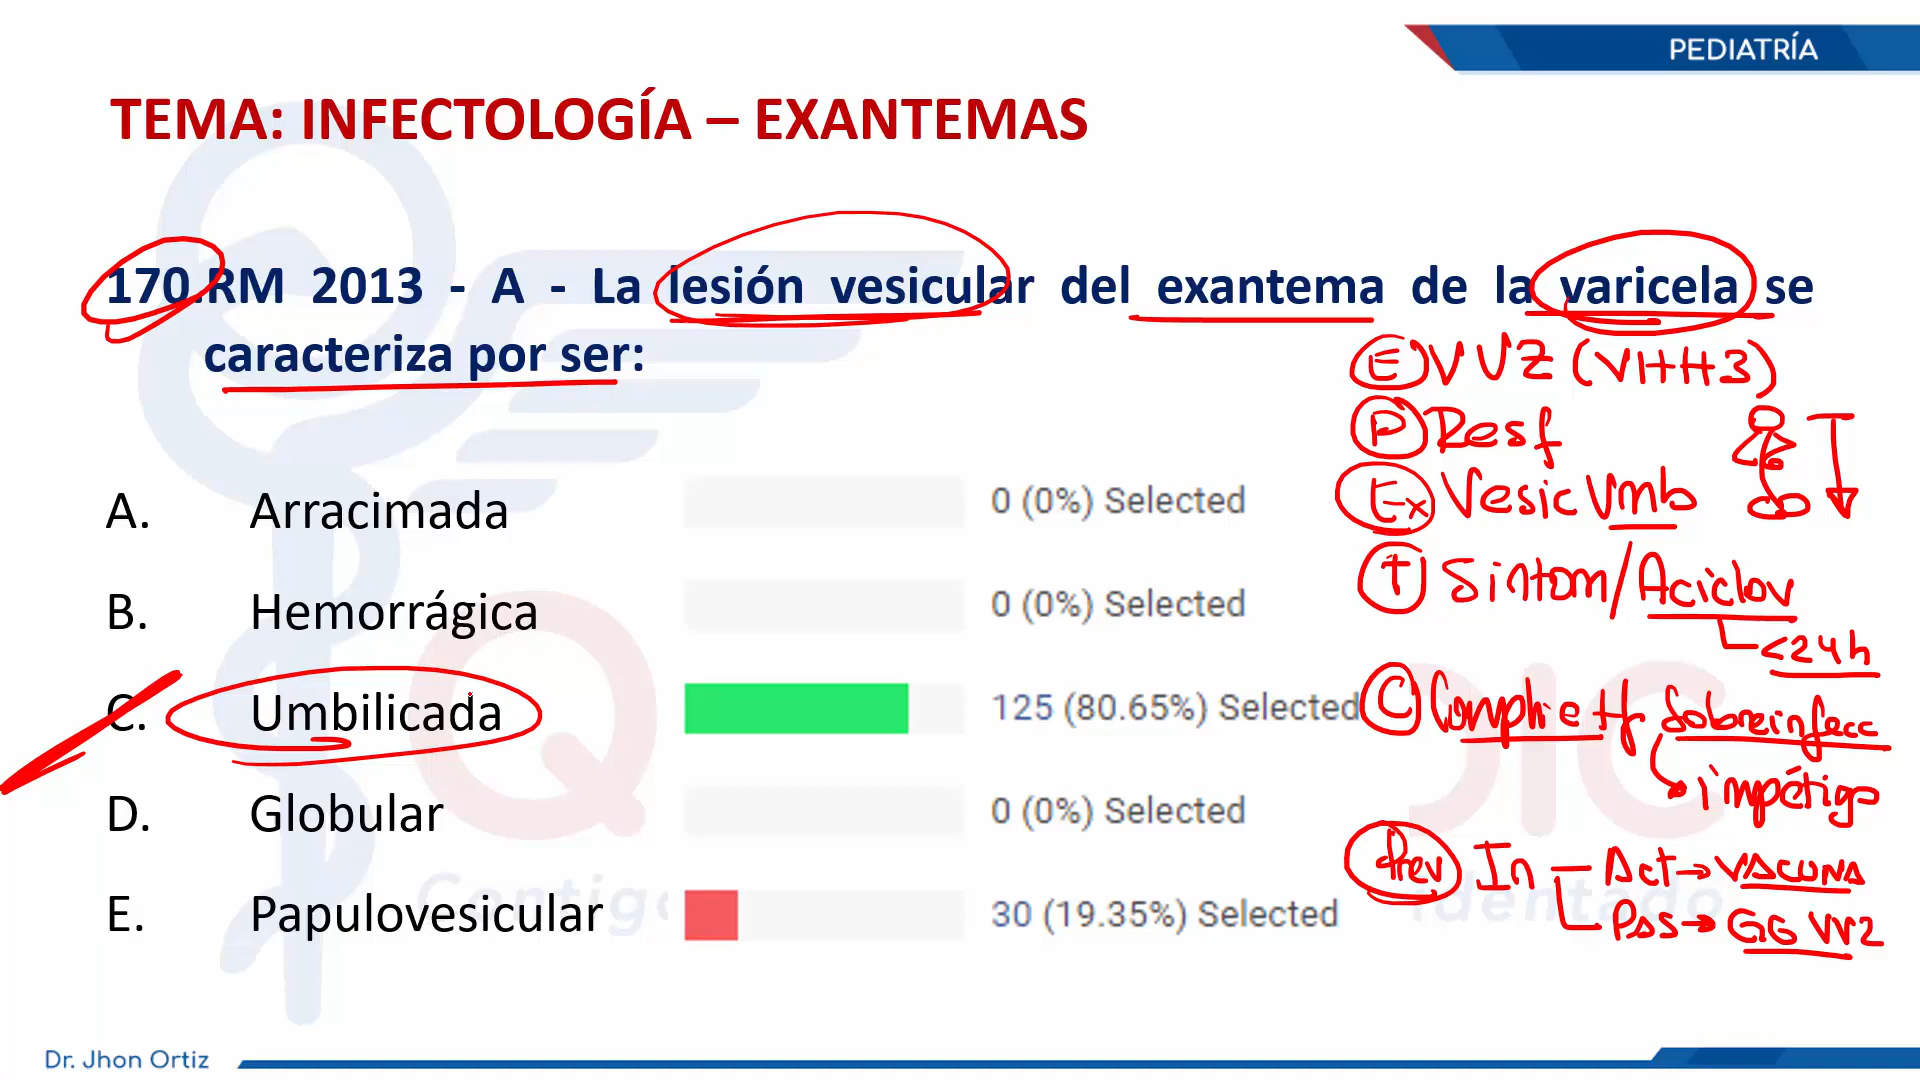 PEDIATRÍA
TEMA: INFECTOLOGÍA – EXANTEMAS
170.RM 2013 - A - La lesión vesicular del exantema de la varicela se
caracteriza por ser:
E VVZ (VHH3)
P Resf
Ex Vesic Umb
T Sintom/Aciclov
<24h
C Complic + f Sobreinfecc
impétigo
Prev In Act→VACUNA
Pas→GG VVZ
A. Arracimada 0 (0%) Selected
B. Hemorrágica 0 (0%) Selected
C. Umbilicada 125 (80.65%) Selected
D. Globular 0 (0%) Selected
E. Papulovesicular 30 (19.35%) Selected
Dr. Jhon Ortiz